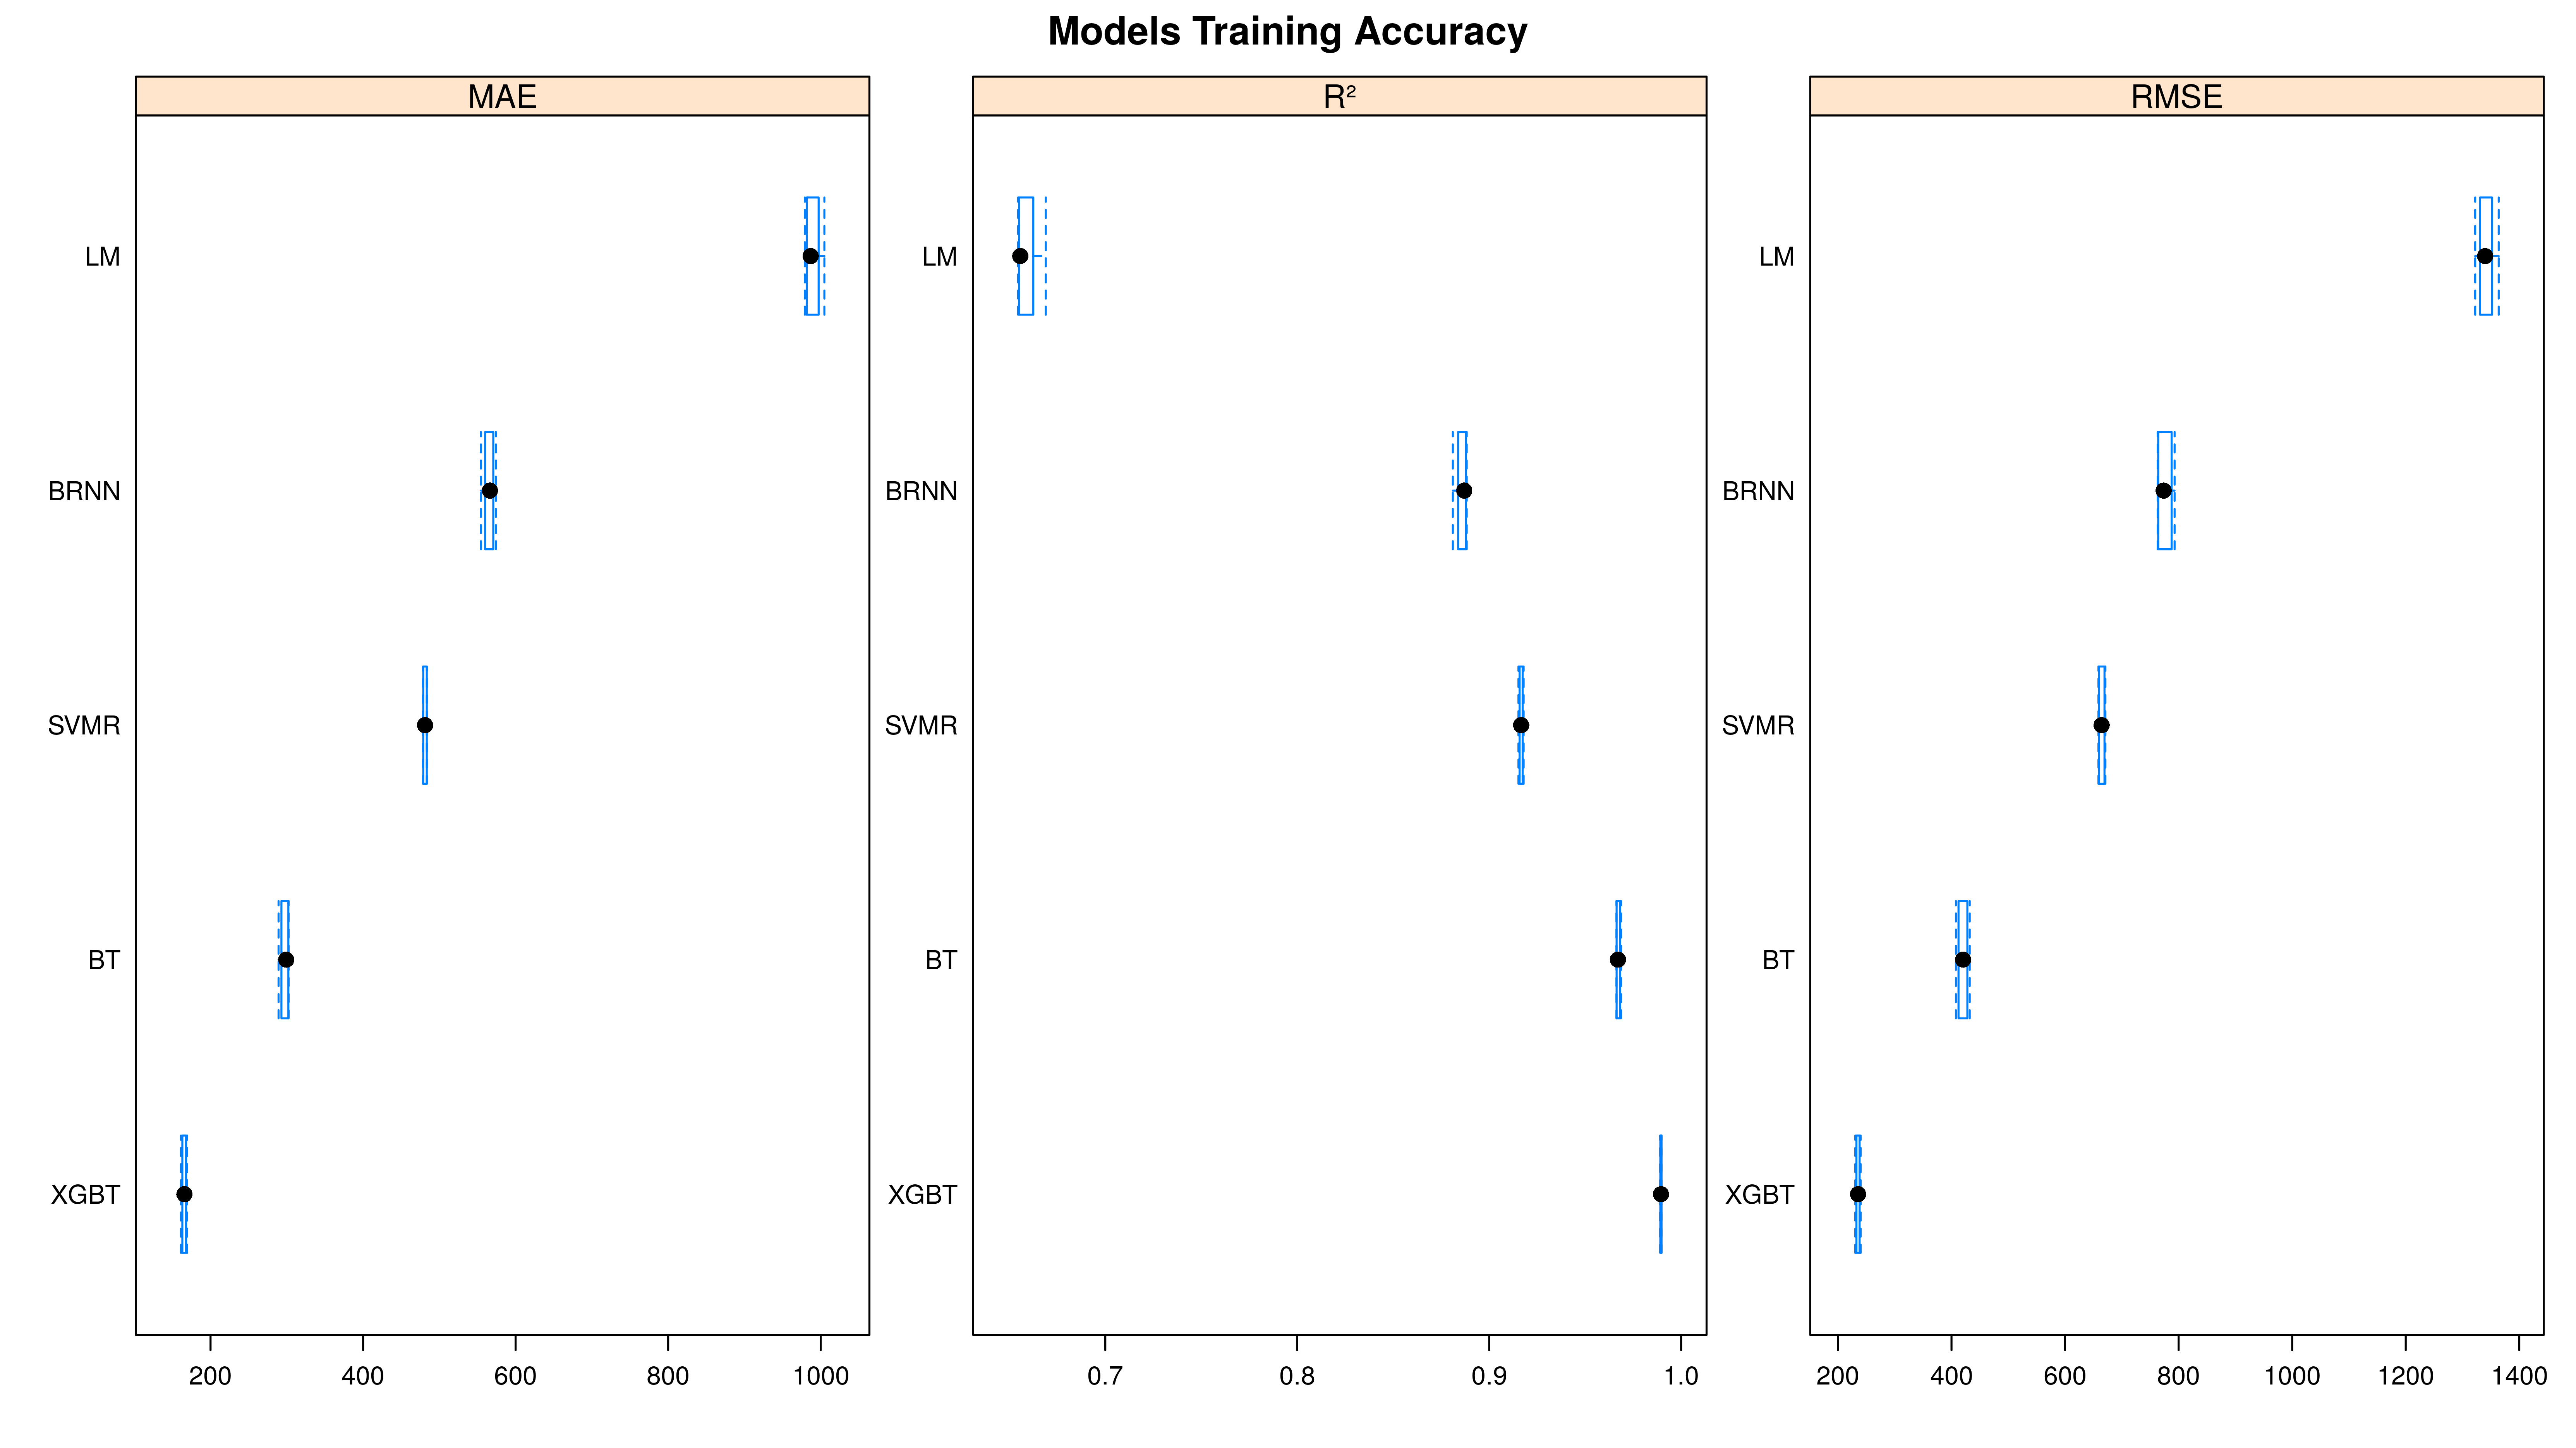 Models Training Accuracy
MAE
R²
RMSE
LM
LM
LM
BRNN
BRNN
BRNN
SVMR
SVMR
SVMR
BT
BT
BT
XGBT
XGBT
XGBT
200 400 600 800 1000
0.7 0.8 0.9 1.0
200 400 600 800 1000 1200 1400